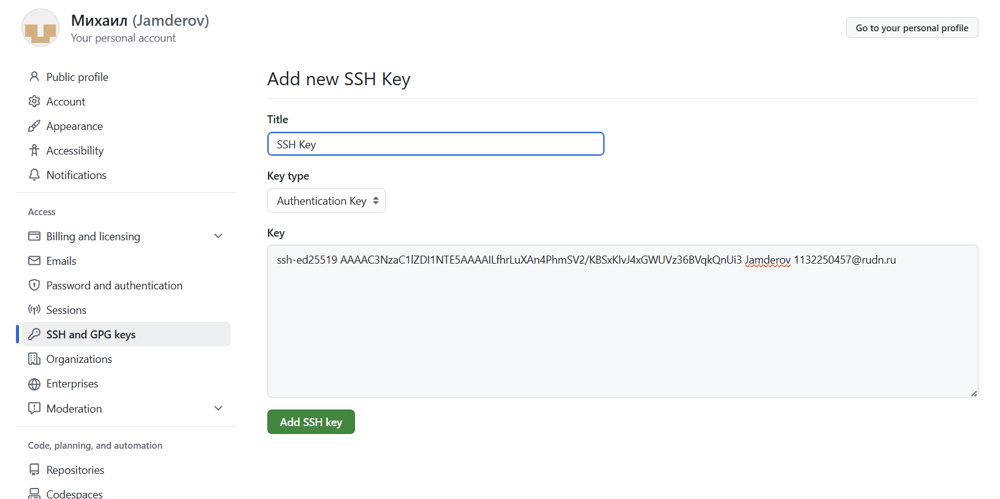 Михаил (Jamderov)
Your personal account
Go to your personal profile
Public profile
Account
Appearance
Accessibility
Notifications
Access
Billing and licensing
Emails
Password and authentication
Sessions
SSH and GPG keys
Organizations
Enterprises
Moderation
Code, planning, and automation
Repositories
Codespaces
Add new SSH Key
Title
SSH Key
Key type
Authentication Key
Key
ssh-ed25519 AAAAC3NzaC1lZDI1NTE5AAAAILfhrLuXAn4PhmSV2/KBSxKIvJ4xGWUVz36BVqkQnUi3 Jamderov 1132250457@rudn.ru
Add SSH key